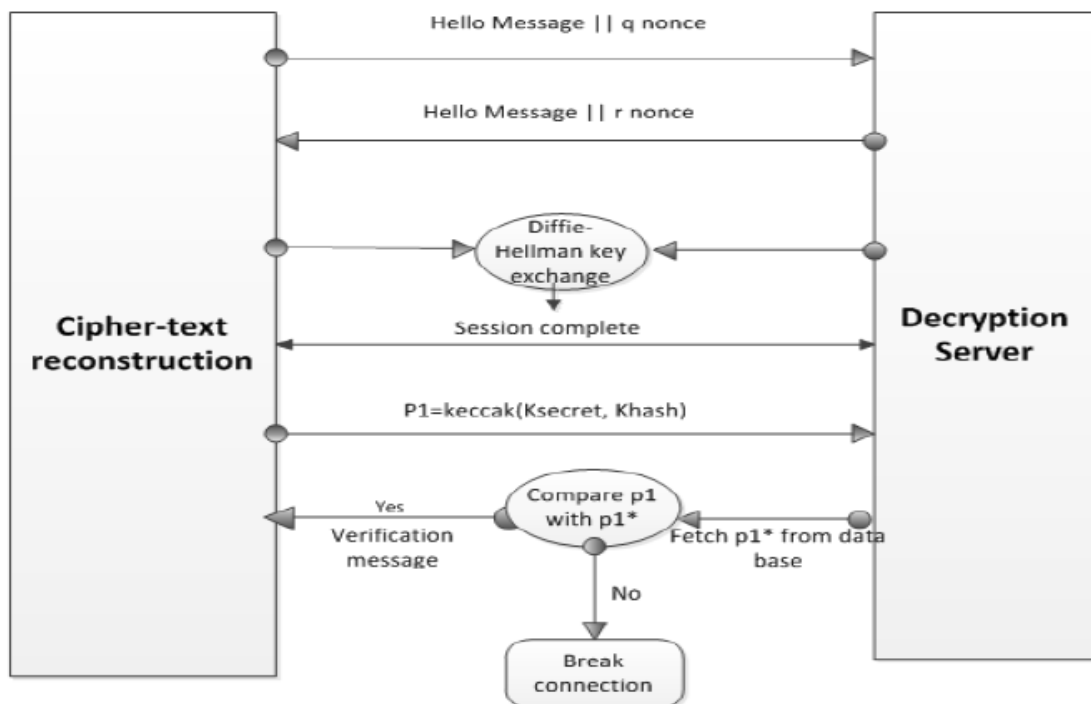 Hello Message || q nonce
Hello Message || r nonce
Diffie-
Hellman key
exchange
Session complete
Cipher-text
reconstruction
Decryption
Server
P1=keccak(Ksecret, Khash)
Compare p1
with p1*
Yes
Verification
message
Fetch p1* from data
base
No
Break
connection